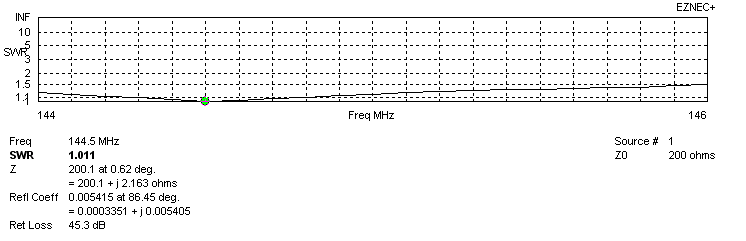 EZNEC+
INF
10
5
SWR
3
2
1.5
1.1
144 Freq MHz 146
Freq 144.5 MHz Source # 1
SWR 1.011 Z0 200 ohms
Z 200.1 at 0.62 deg.
= 200.1 + j 2.163 ohms
Refl Coeff 0.005415 at 86.45 deg.
= 0.0003351 + j 0.005405
Ret Loss 45.3 dB